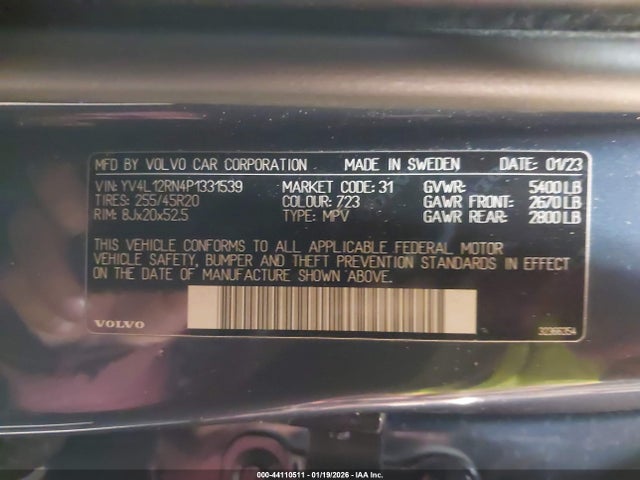 MFD BY VOLVO CAR CORPORATION MADE IN SWEDEN DATE: 01/23
VIN: YV4L12RN4P1331539 MARKET CODE: 31 GVWR: 5400 LB
TIRES: 255/45R20 COLOUR: 723 GAWR FRONT: 2670 LB
RIM: 8Jx20x52.5 TYPE: MPV GAWR REAR: 2800 LB
THIS VEHICLE CONFORMS TO ALL APPLICABLE FEDERAL MOTOR
VEHICLE SAFETY, BUMPER AND THEFT PREVENTION STANDARDS IN EFFECT
ON THE DATE OF MANUFACTURE SHOWN ABOVE.
VOLVO
000-44110511 - 01/19/2026 - IAA Inc.